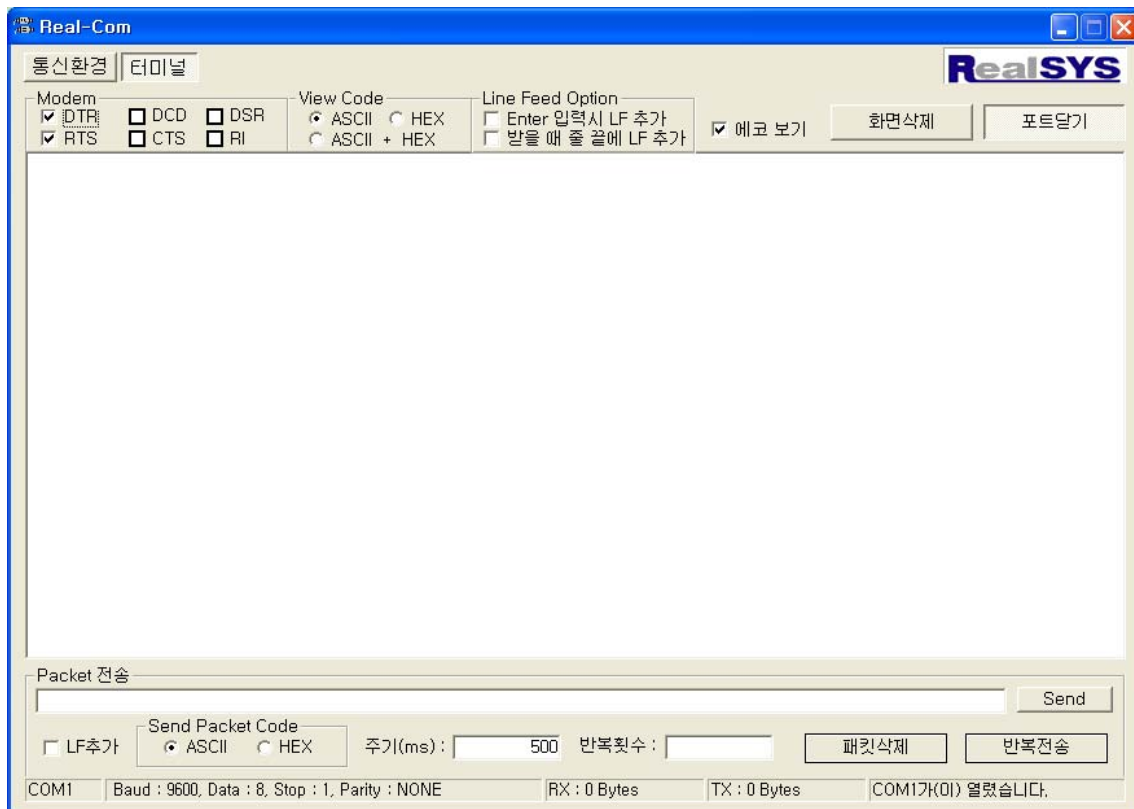 Real-Com
통신환경 터미널 RealSYS
Modem View Code Line Feed Option
DTR DCD DSR ASCII HEX Enter 입력시 LF 추가 에코 보기 화면삭제 포트닫기
RTS CTS RI ASCII + HEX 받을 때 줄 끝에 LF 추가
Packet 전송
Send
Send Packet Code
LF추가 ASCII HEX 주기(ms) : 500 반복횟수 : 패킷삭제 반복전송
COM1 Baud : 9600, Data : 8, Stop : 1, Parity : NONE RX : 0 Bytes TX : 0 Bytes COM1가(이) 열렸습니다.